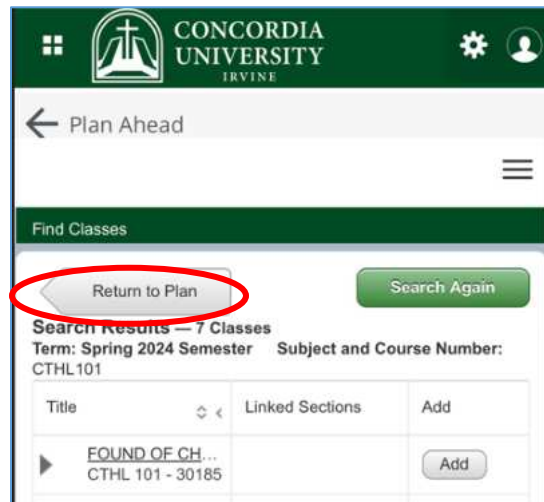 CONCORDIA
UNIVERSITY
IRVINE
Plan Ahead
Find Classes
Return to Plan
Search Again
Search Results — 7 Classes
Term: Spring 2024 Semester Subject and Course Number:
CTHL101
Title Linked Sections Add
FOUND OF CH... Add
CTHL 101 - 30185